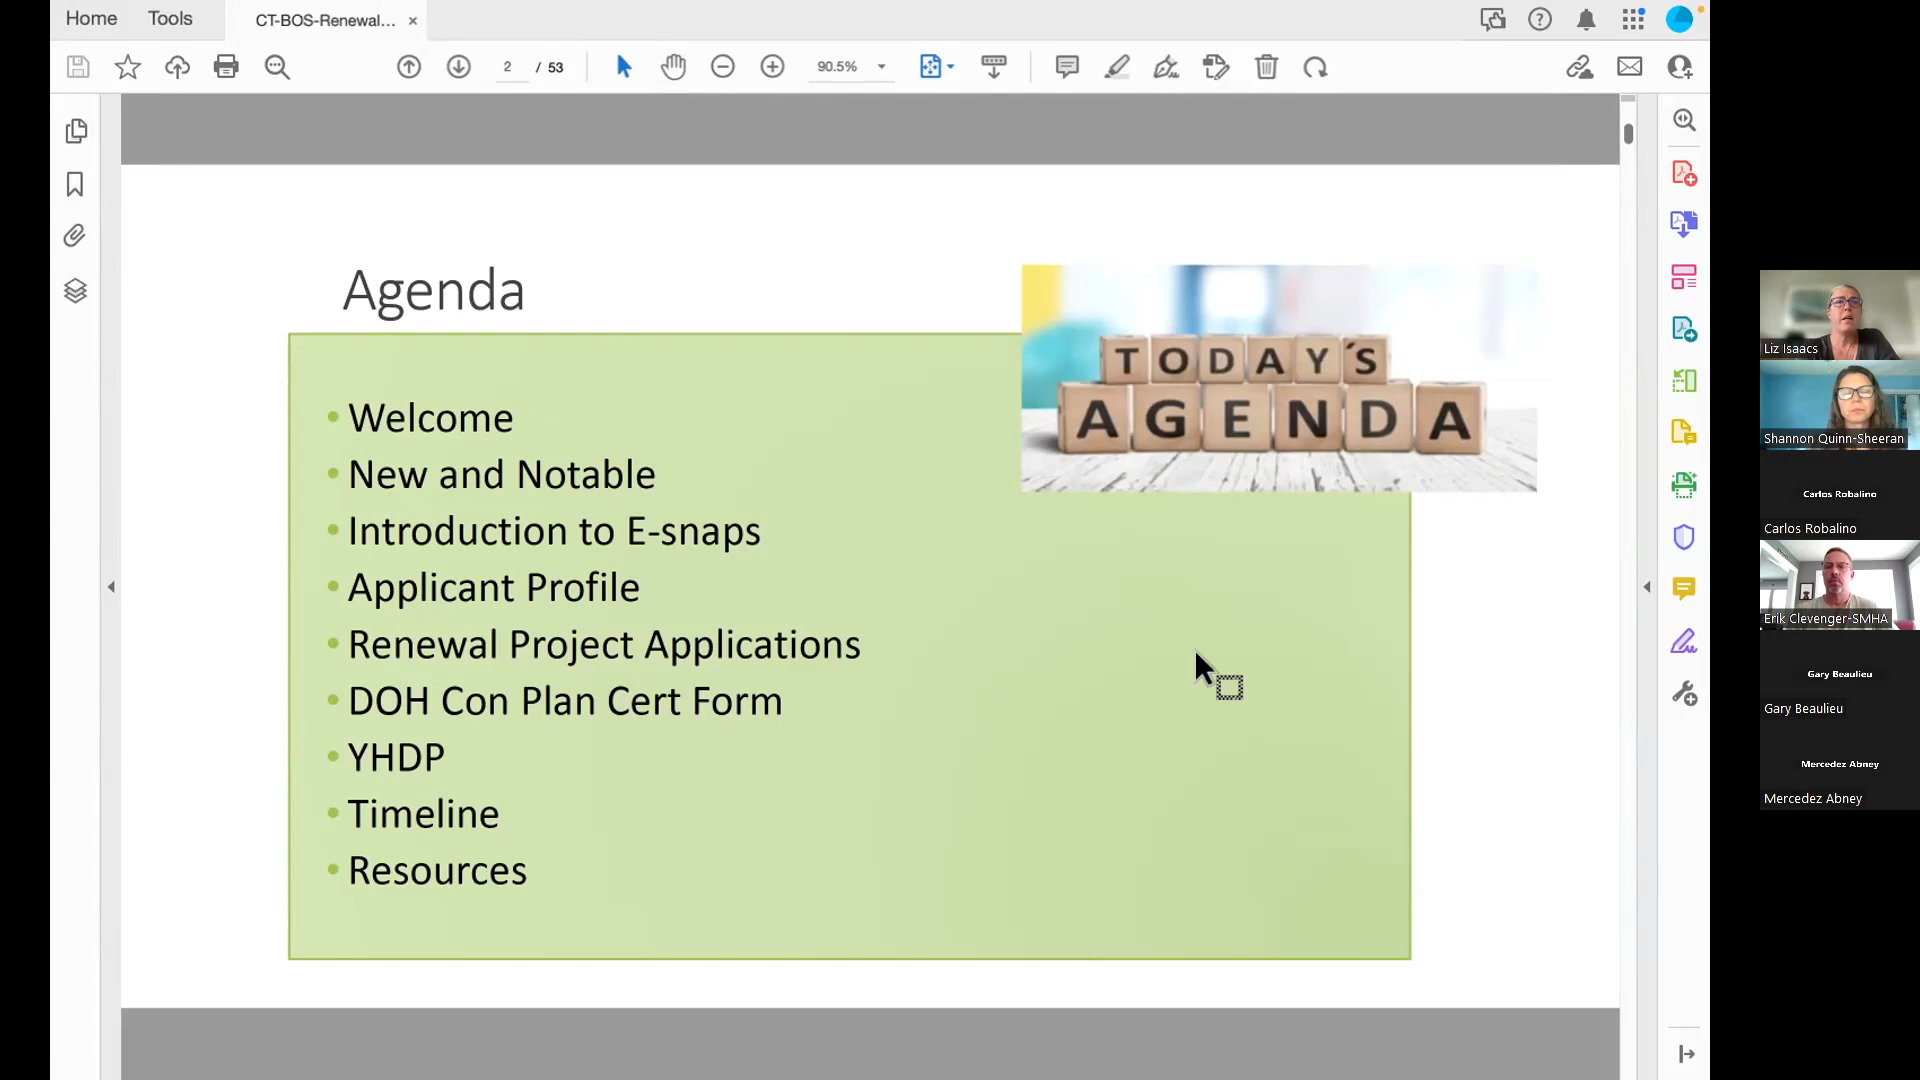 Home
Tools
CT-BOS-Renewal...
2 / 53
90.5%
Agenda
TODAY'S
AGENDA
• Welcome
• New and Notable
• Introduction to E-snaps
• Applicant Profile
• Renewal Project Applications
• DOH Con Plan Cert Form
• YHDP
• Timeline
• Resources
Liz Isaacs
Shannon Quinn-Sheeran
Carlos Robalino
Carlos Robalino
Erik Clevenger-SMHA
Gary Beaulieu
Gary Beaulieu
Mercedez Abney
Mercedez Abney